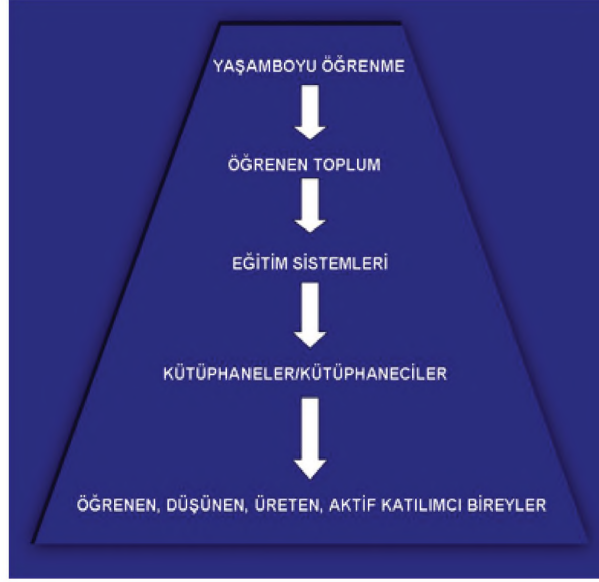 YAŞAMBOYU ÖĞRENME
ÖĞRENEN TOPLUM
EĞİTİM SİSTEMLERİ
KÜTÜPHANELER/KÜTÜPHANECİLER
ÖĞRENEN, DÜŞÜNEN, ÜRETEN, AKTİF KATILIMCI BİREYLER